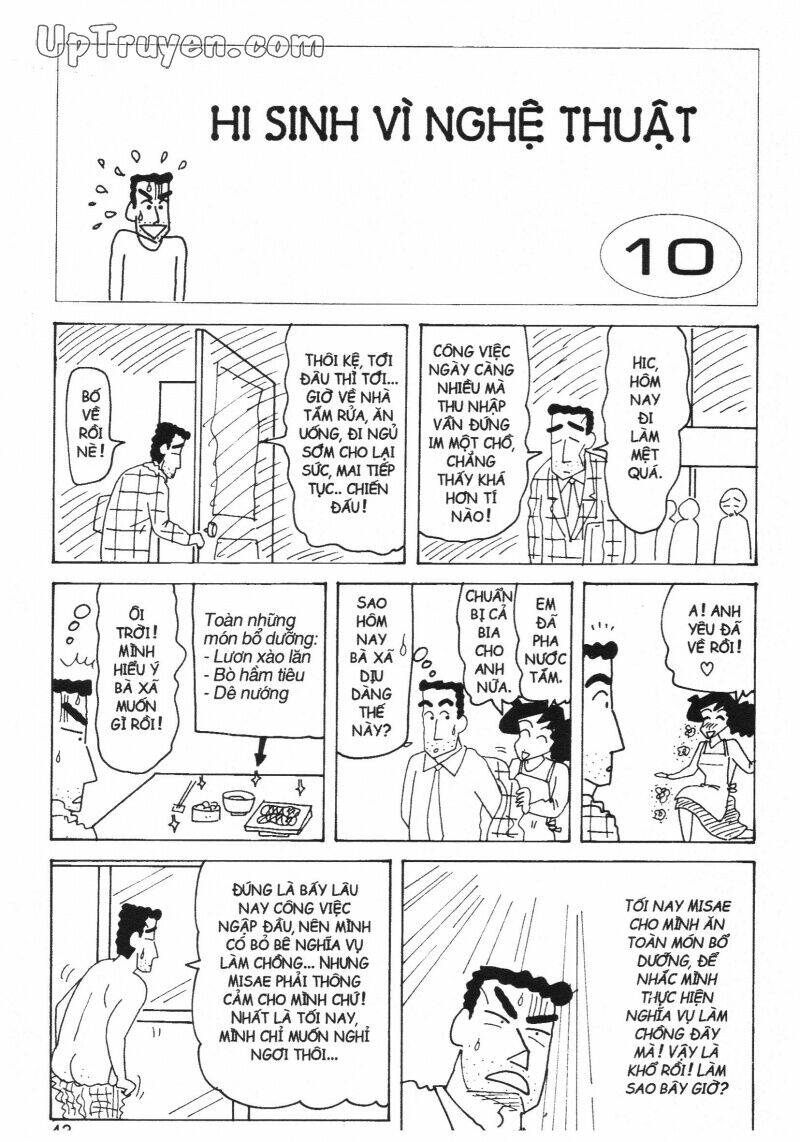 UpTruyen.com
HI SINH VÌ NGHỆ THUẬT
10
HIC,
HÔM
NAY
ĐI
LÀM
MỆT
QUÁ.
CÔNG VIỆC
NGÀY CÀNG
NHIỀU MÀ
THU NHẬP
VẪN ĐỨNG
IM MỘT CHỖ,
CHẲNG
THẤY KHÁ
HƠN TÍ
NÀO!
THÔI KỆ, TỚI
ĐÂU THÌ TỚI...
GIỜ VỀ NHÀ
TẮM RỬA, ĂN
UỐNG, ĐI NGỦ
SỚM CHO LẠI
SỨC, MAI TIẾP
TỤC.. CHIẾN
ĐẤU!
BỐ
VỀ
RỒI
NÈ!
A! ANH
YÊU ĐÃ
VỀ RỒI!
♡
EM
ĐÃ
PHA
NƯỚC
TẮM.
CHUẨN
BỊ CẢ
BIA
CHO
ANH
NỮA.
SAO
HÔM
NAY
BÀ XÃ
DỊU
DÀNG
THẾ
NÀY?
Toàn những
món bổ dưỡng:
- Lươn xào lăn
- Bò hầm tiêu
- Dê nướng
ÔI
TRỜI!
MÌNH
HIỂU Ý
BÀ XÃ
MUỐN
GÌ RỒI!
TỐI NAY MISAE
CHO MÌNH ĂN
TOÀN MÓN BỔ
DƯỠNG, ĐỂ
NHẮC MÌNH
THỰC HIỆN
NGHĨA VỤ LÀM
CHỒNG ĐÂY
MÀ! VẬY LÀ
KHỔ RỒI! LÀM
SAO BÂY GIỜ?
ĐÚNG LÀ BẤY LÂU
NAY CÔNG VIỆC
NGẬP ĐẦU, NÊN MÌNH
CÓ BỎ BÊ NGHĨA VỤ
LÀM CHỒNG... NHƯNG
MISAE PHẢI THÔNG
CẢM CHO MÌNH CHỨ!
NHẤT LÀ TỐI NAY,
MÌNH CHỈ MUỐN NGHỈ
NGƠI THÔI...